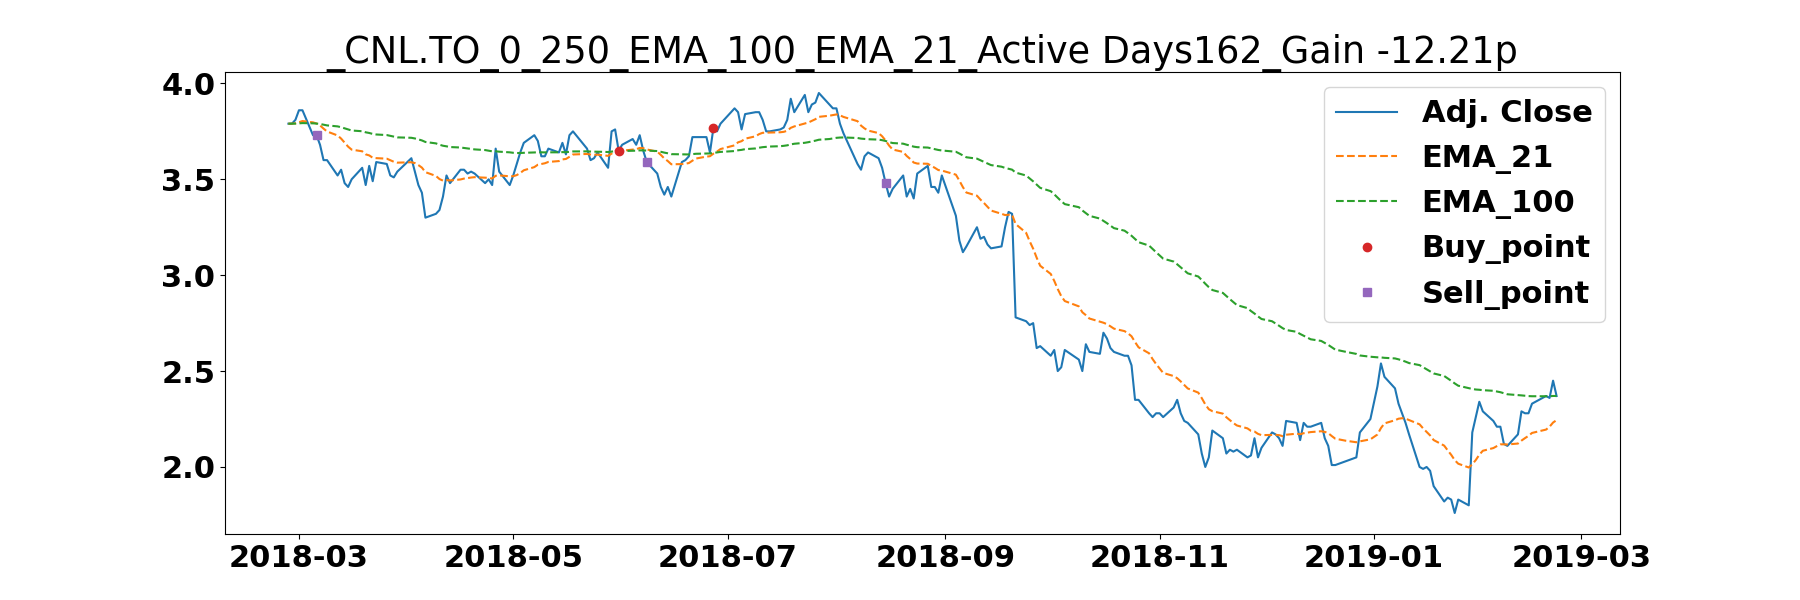 _CNL.TO_0_250_EMA_100_EMA_21_Active Days162_Gain -12.21p
4.0
3.5
3.0
2.5
2.0
Adj. Close
EMA_21
EMA_100
Buy_point
Sell_point
2018-03 2018-05 2018-07 2018-09 2018-11 2019-01 2019-03